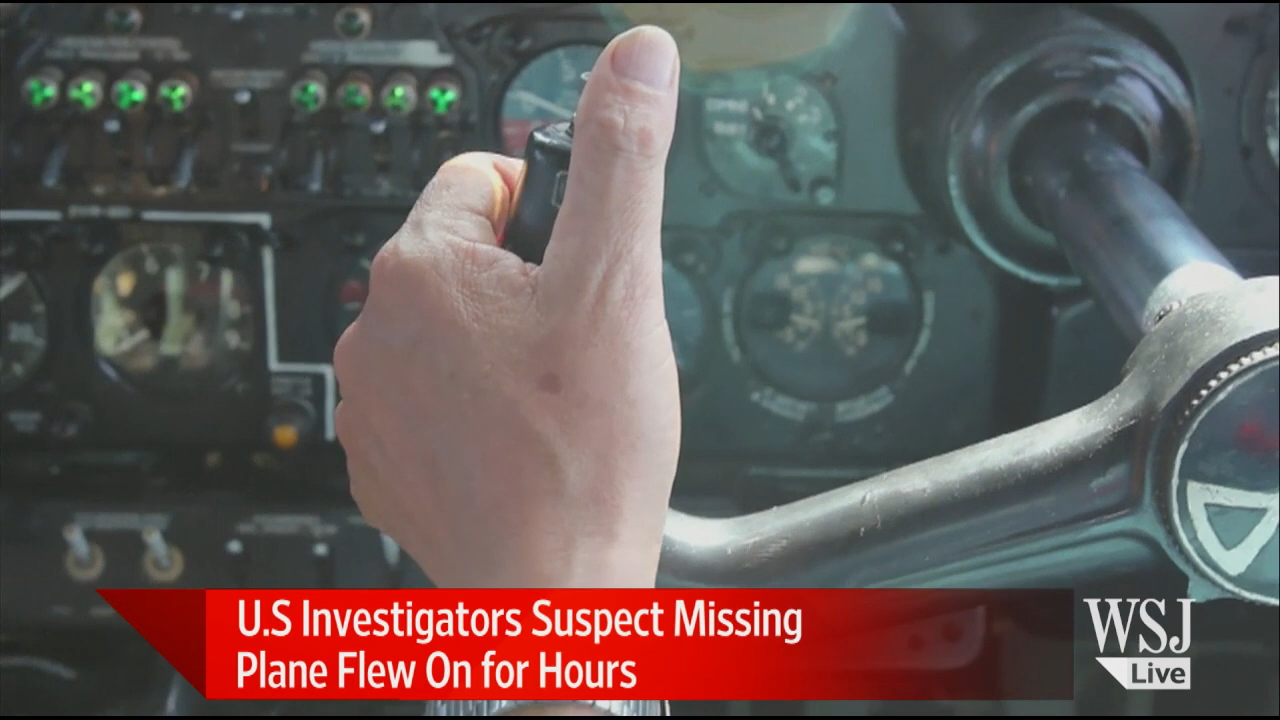 U.S Investigators Suspect Missing
Plane Flew On for Hours
WSJ
Live